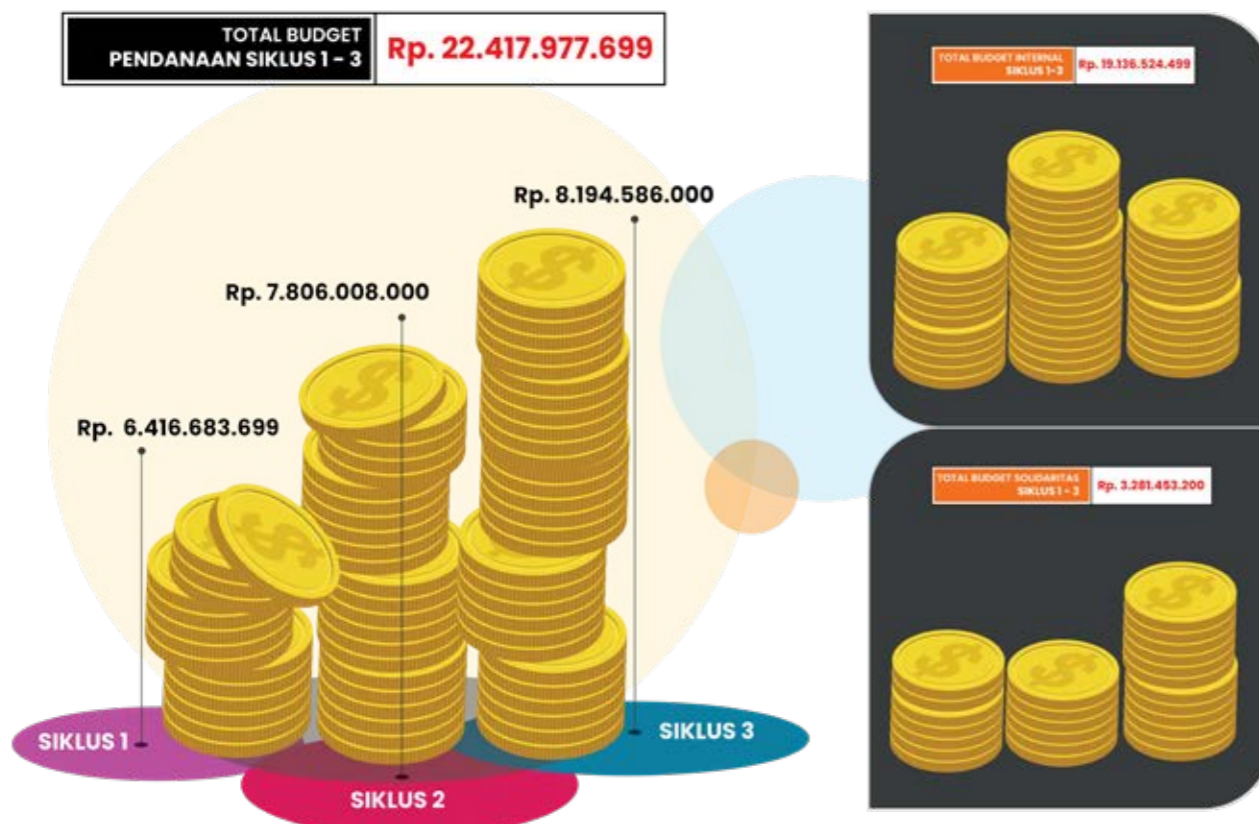 TOTAL BUDGET
PENDANAAN SIKLUS 1 - 3
Rp. 22.417.977.699
Rp. 8.194.586.000
Rp. 7.806.008.000
Rp. 6.416.683.699
SIKLUS 1
SIKLUS 2
SIKLUS 3
TOTAL BUDGET INTERNAL
SIKLUS 1-3
Rp. 19.136.524.499
TOTAL BUDGET SOLIDARITAS
SIKLUS 1 - 3
Rp. 3.281.453.200